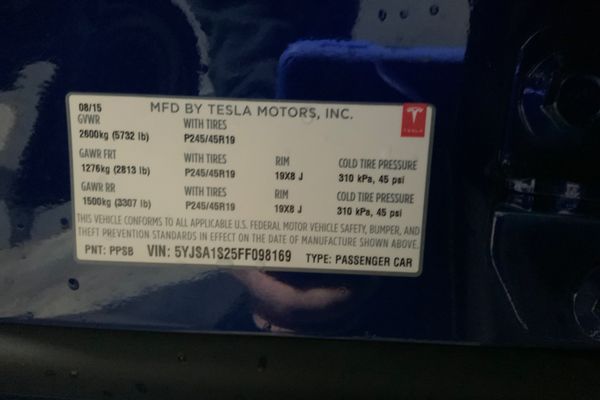 08/15 MFD BY TESLA MOTORS, INC.
GVWR WITH TIRES
2600kg (5732 lb) P245/45R19
GAWR FRT WITH TIRES RIM COLD TIRE PRESSURE
1276kg (2813 lb) P245/45R19 19X8 J 310 kPa, 45 psi
GAWR RR WITH TIRES RIM COLD TIRE PRESSURE
1500kg (3307 lb) P245/45R19 19X8 J 310 kPa, 45 psi
THIS VEHICLE CONFORMS TO ALL APPLICABLE U.S. FEDERAL MOTOR VEHICLE SAFETY, BUMPER, AND
THEFT PREVENTION STANDARDS IN EFFECT ON THE DATE OF MANUFACTURE SHOWN ABOVE.
PNT: PPSB VIN: 5YJSA1S25FF098169 TYPE: PASSENGER CAR
TESLA